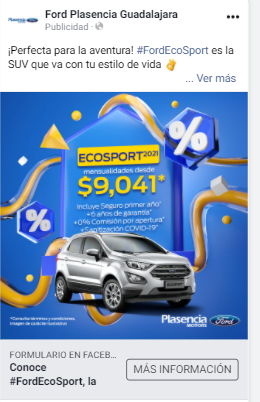 Ford Plasencia Guadalajara
Publicidad ·
¡Perfecta para la aventura! #FordEcoSport es la
SUV que va con tu estilo de vida 👌
... Ver más
%
ECOSPORT 2021
mensualidades desde
$9,041*
Incluye Seguro primer año*
+6 años de garantía*
+0% Comisión por apertura*
+Sanitización COVID-19*
%
*Consulta términos y condiciones
Imagen de carácter ilustrativo
Plasencia
MOTORS
Ford
FORMULARIO EN FACEB...
Conoce
#FordEcoSport, la
MÁS INFORMACIÓN